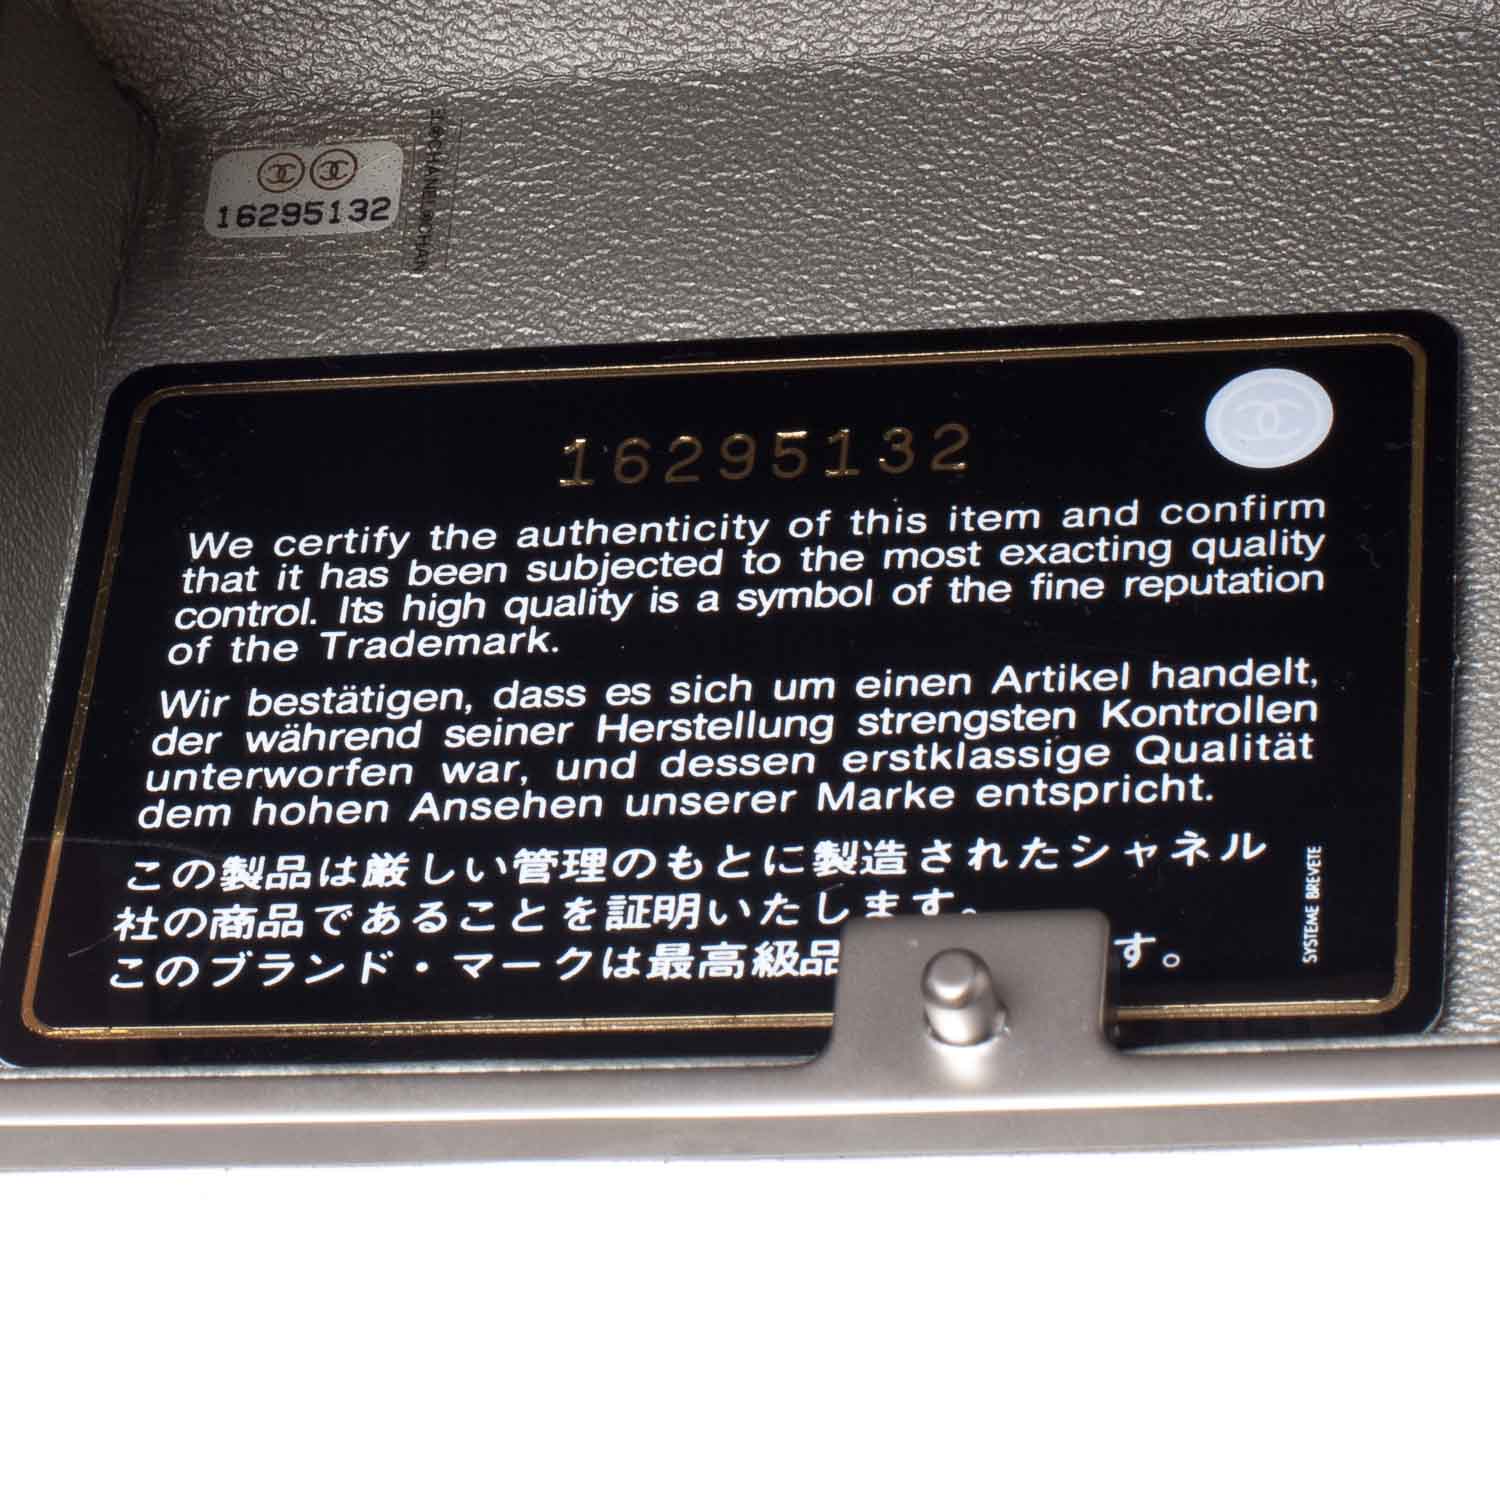 16295132
CHANEL
16295132
We certify the authenticity of this item and confirm
that it has been subjected to the most exacting quality
control. Its high quality is a symbol of the fine reputation
of the Trademark.
Wir bestätigen, dass es sich um einen Artikel handelt,
der während seiner Herstellung strengsten Kontrollen
unterworfen war, und dessen erstklassige Qualität
dem hohen Ansehen unserer Marke entspricht.
この製品は厳しい管理のもとに製造されたシャネル
社の商品であることを証明いたします。
このブランド・マークは最高級品 す。
SYSTEME BREVETE